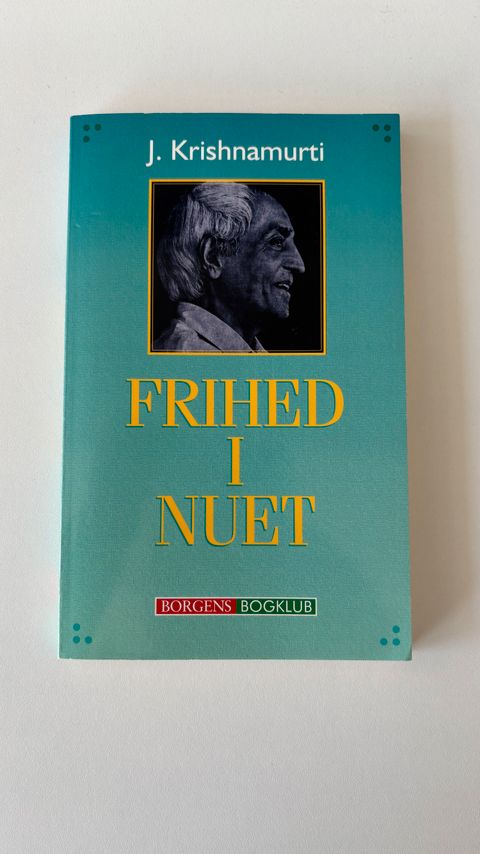 J. Krishnamurti
FRIHED
I
NUET
BORGENS BOGKLUB